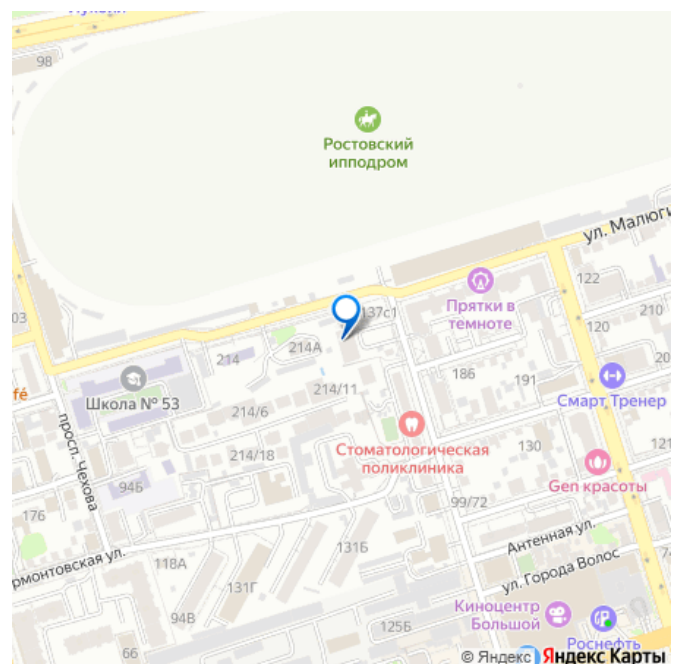 98
Ростовский
ипподром
ул. Малюги
03
137с1
Прятки в
темноте
122
210
120
214
214А
20
fé
Школа № 53
214/11
186
191
Смарт Тренер
просп. Чехова
214/6
Стоматологическая
поликлиника
130
121
214/18
Gen красоты
94Б
99/72
176
Антенная ул.
рмонтовская ул.
118А
131Б
ул. Города Волос
131Г
94В
Киноцентр
Большой
125Б
66
Роснефть
© Яндекс
Яндекс Карты